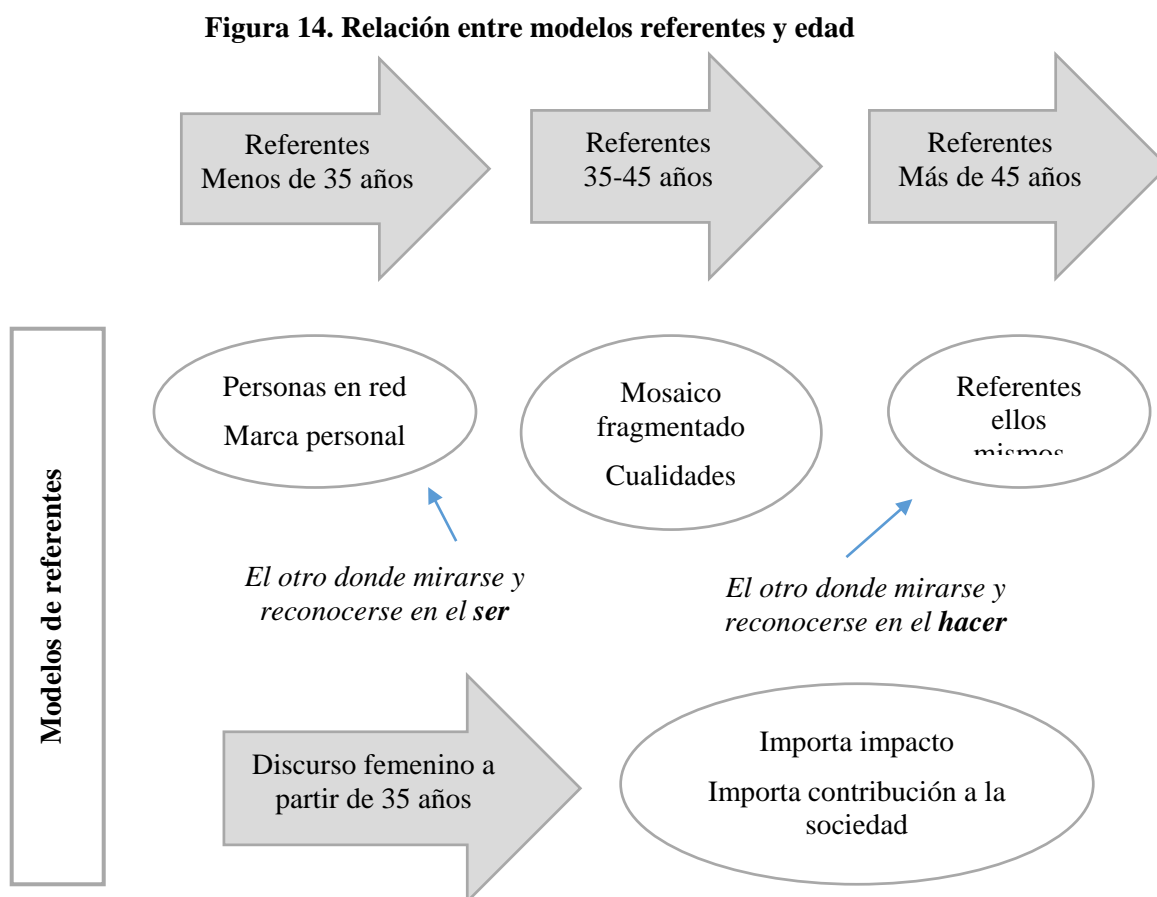 Figura 14. Relación entre modelos referentes y edad
Referentes
Menos de 35 años
Referentes
35-45 años
Referentes
Más de 45 años
Modelos de referentes
Personas en red
Marca personal
Mosaico
fragmentado
Cualidades
Referentes
ellos
mismos
El otro donde mirarse y
reconocerse en el ser
El otro donde mirarse y
reconocerse en el hacer
Discurso femenino a
partir de 35 años
Importa impacto
Importa contribución a la
sociedad